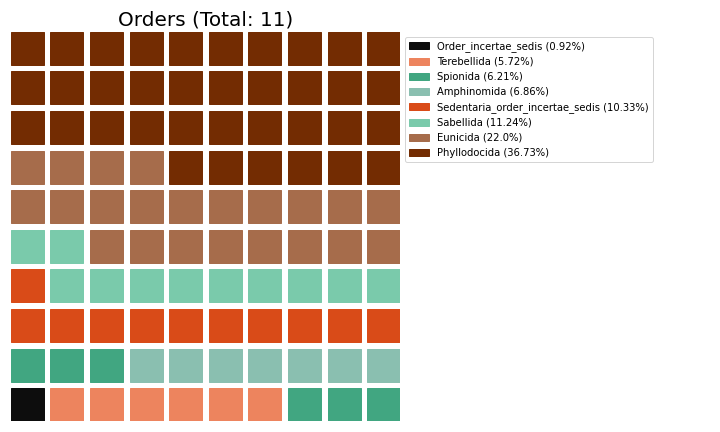 Orders (Total: 11)
Order_incertae_sedis (0.92%)
Terebellida (5.72%)
Spionida (6.21%)
Amphinomida (6.86%)
Sedentaria_order_incertae_sedis (10.33%)
Sabellida (11.24%)
Eunicida (22.0%)
Phyllodocida (36.73%)